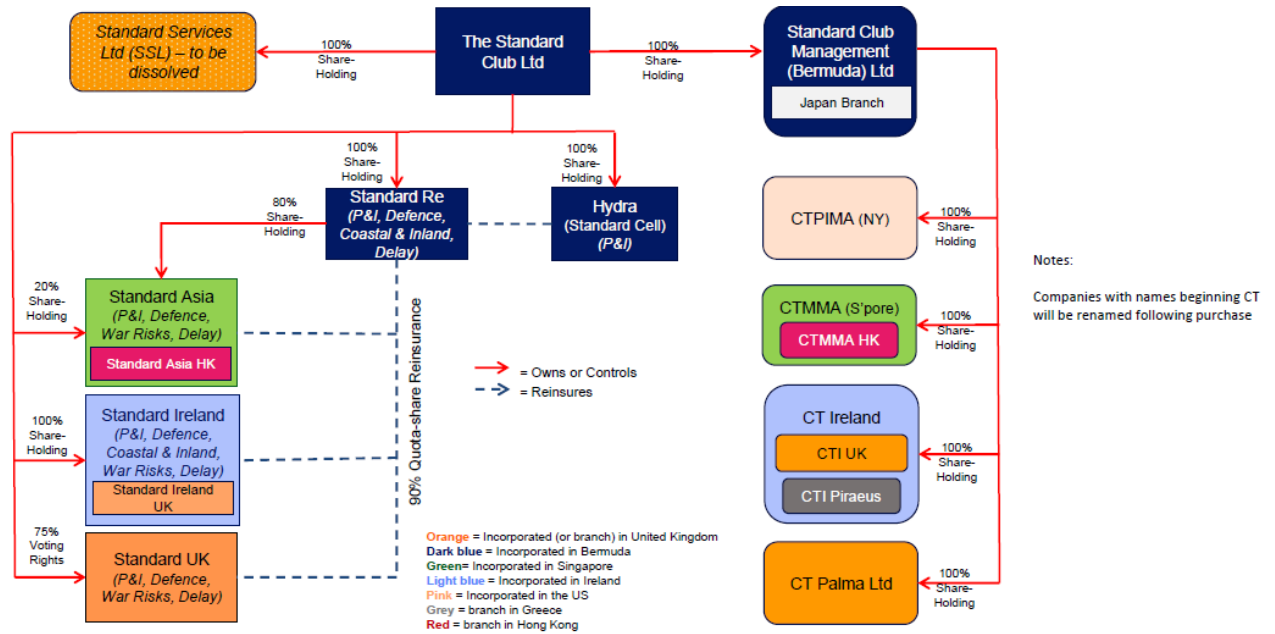 Standard Services
Ltd (SSL) – to be
dissolved
100%
Share-
Holding
The Standard
Club Ltd
100%
Share-
Holding
Standard Club
Management
(Bermuda) Ltd
Japan Branch
100%
Share-
Holding
100%
Share-
Holding
80%
Share-
Holding
Standard Re
(P&I, Defence,
Coastal & Inland,
Delay)
Hydra
(Standard Cell)
(P&I)
CTPIMA (NY)
100%
Share-
Holding
Notes:
Companies with names beginning CT
will be renamed following purchase
20%
Share-
Holding
Standard Asia
(P&I, Defence,
War Risks, Delay)
Standard Asia HK
CTMMA (S'pore)
CTMMA HK
100%
Share-
Holding
= Owns or Controls
= Reinsures
90% Quota-share Reinsurance
100%
Share-
Holding
Standard Ireland
(P&I, Defence,
Coastal & Inland,
War Risks, Delay)
Standard Ireland
UK
CT Ireland
CTI UK
CTI Piraeus
100%
Share-
Holding
75%
Voting
Rights
Standard UK
(P&I, Defence,
War Risks, Delay)
Orange = Incorporated (or branch) in United Kingdom
Dark blue = Incorporated in Bermuda
Green= Incorporated in Singapore
Light blue = Incorporated in Ireland
Pink = Incorporated in the US
Grey = branch in Greece
Red = branch in Hong Kong
CT Palma Ltd
100%
Share-
Holding